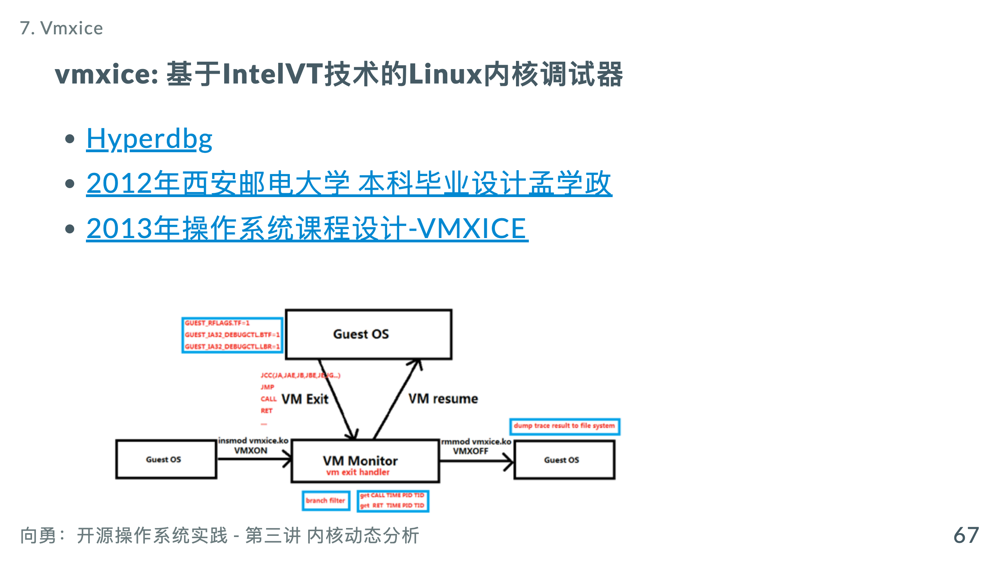 7. Vmxice
vmxice: 基于IntelVT技术的Linux内核调试器
Hyperdbg
2012年西安邮电大学 本科毕业设计孟学政
2013年操作系统课程设计-VMXICE
GUEST_RFLAGS.TF=1
GUEST_IA32_DEBUGCTL.BTF=1
GUEST_IA32_DEBUGCTL.LBR=1
Guest OS
JCC(JA,JAE,JB,JBE,JE,JG...)
JMP
CALL
RET
...
VM Exit
VM resume
dump trace result to file system
Guest OS
insmod vmxice.ko
VMXON
VM Monitor
vm exit handler
rmmod vmxice.ko
VMXOFF
Guest OS
branch filter
get CALL TIME PID TID
get RET TIME PID TID
向勇：开源操作系统实践 - 第三讲 内核动态分析
67